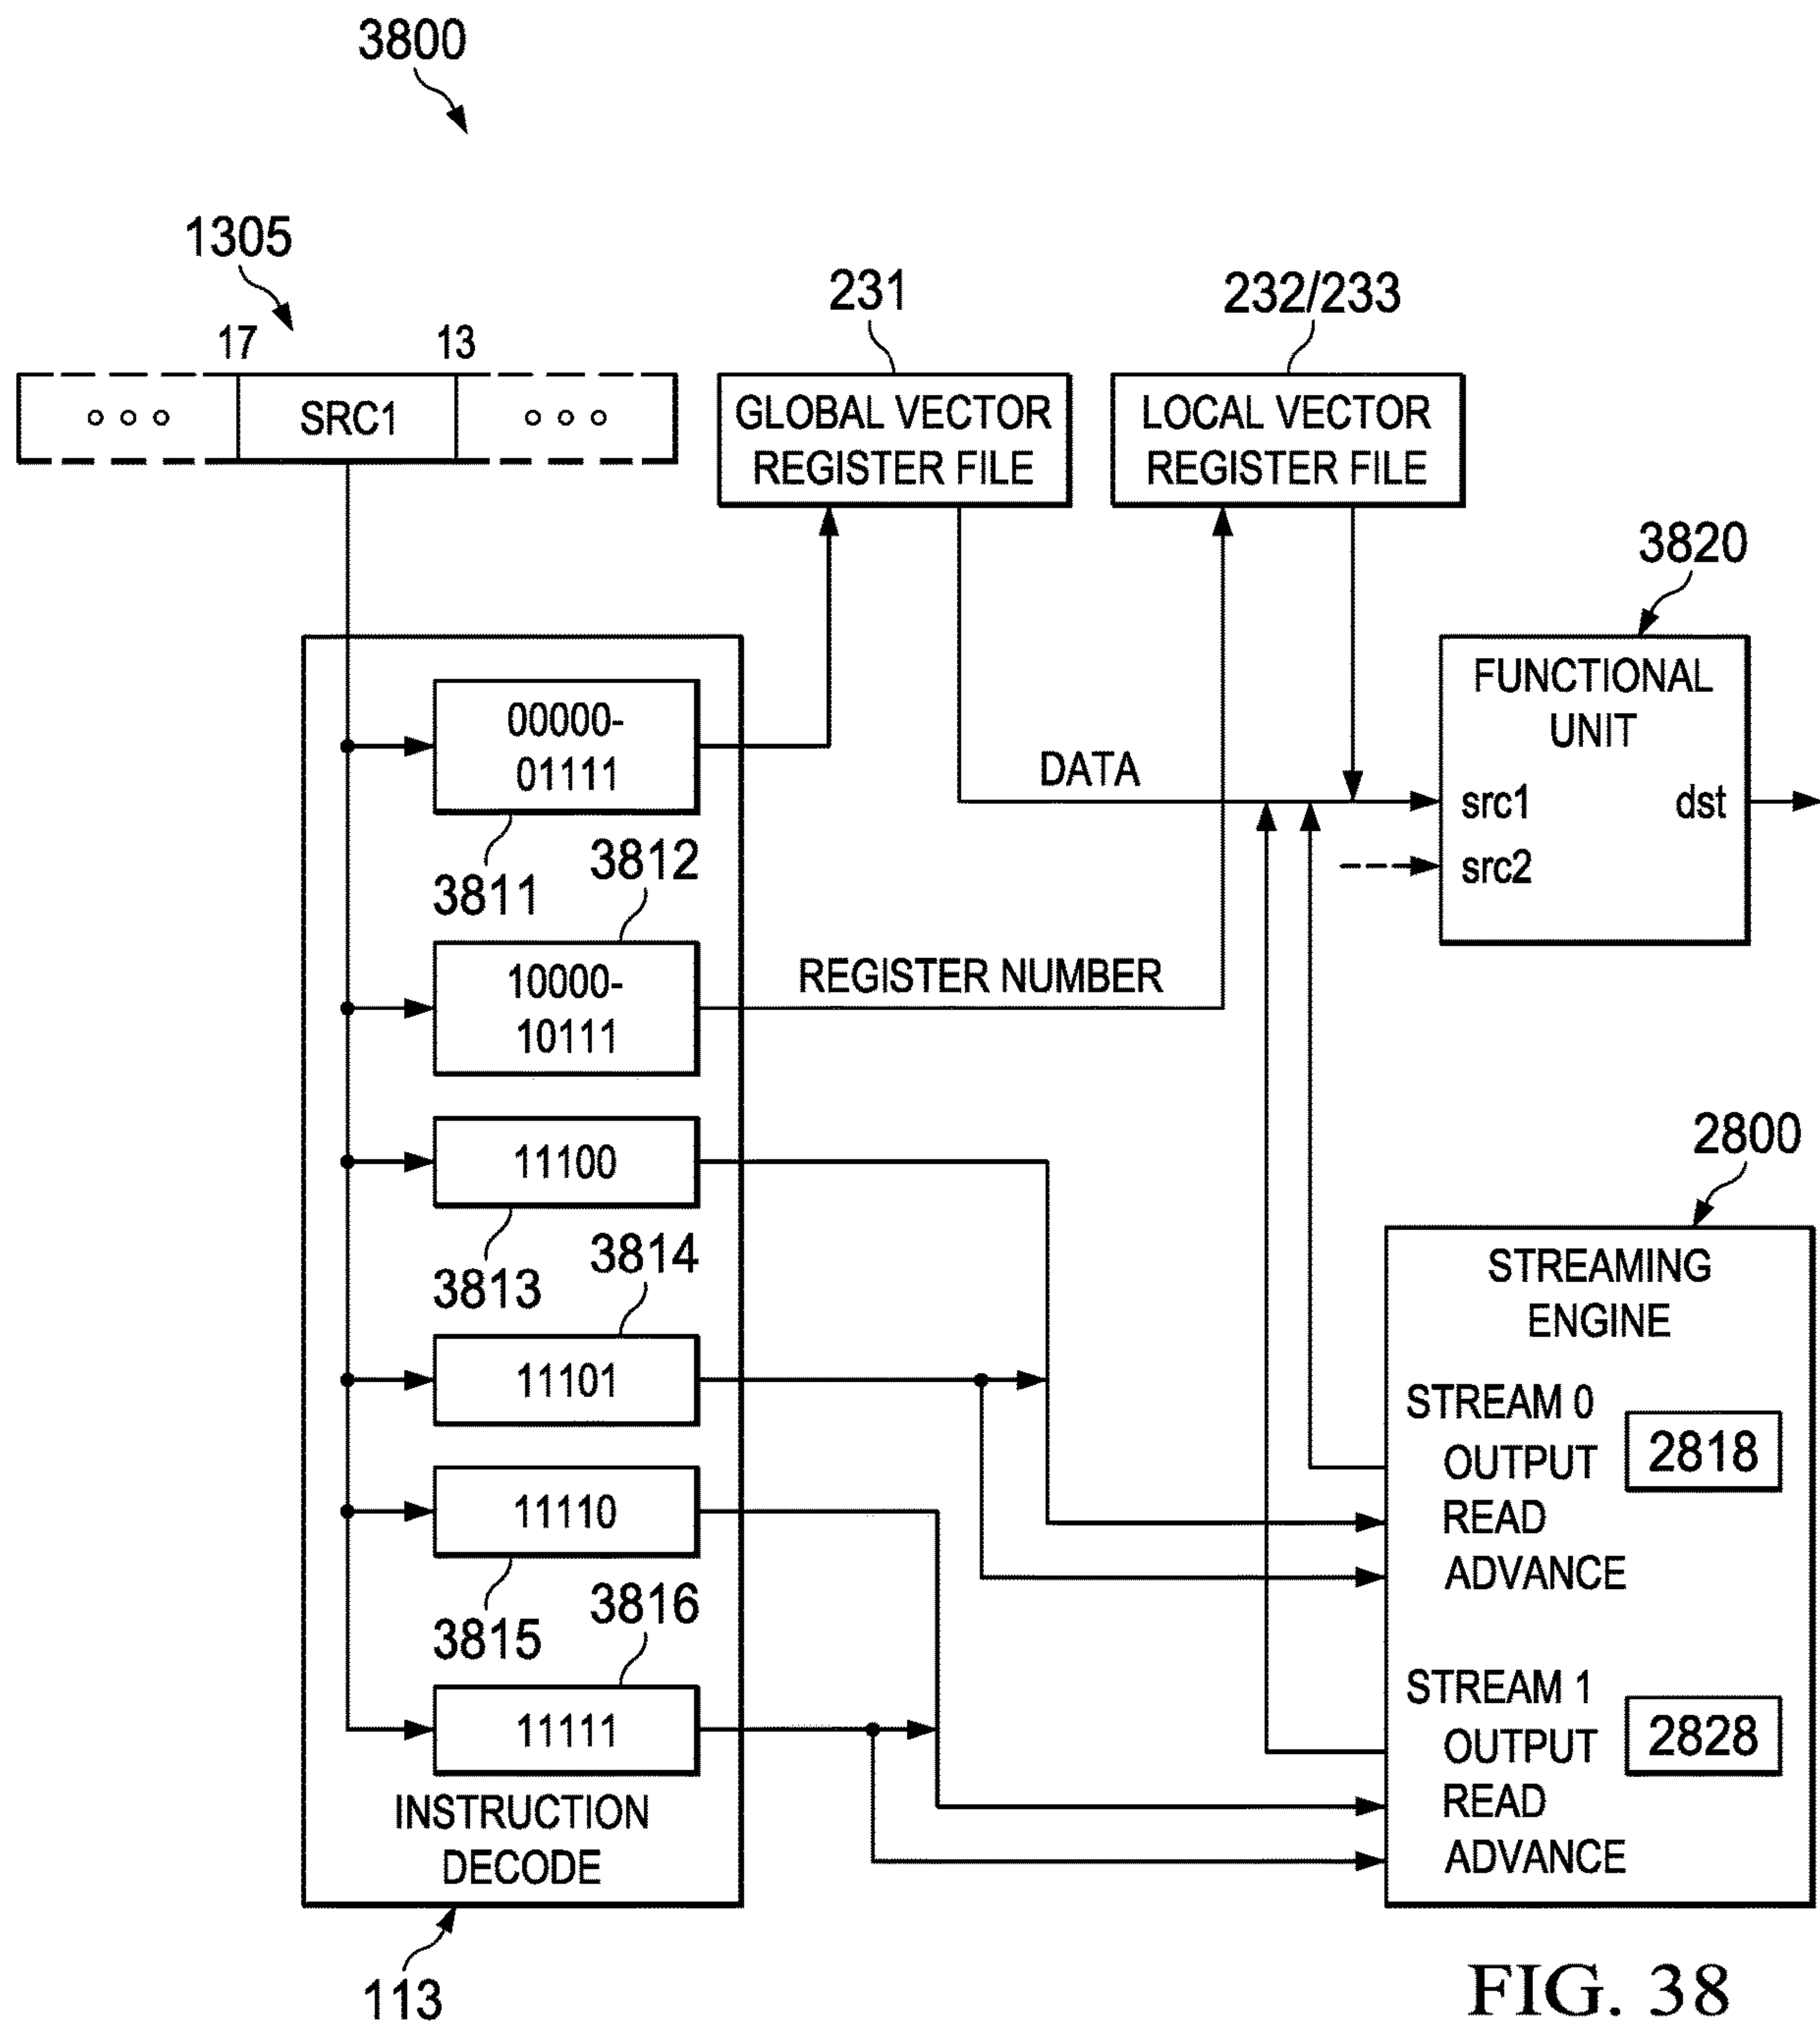 3800
1305
17
13
SRC1
231
GLOBAL VECTOR
REGISTER FILE
232/233
LOCAL VECTOR
REGISTER FILE
3820
FUNCTIONAL
UNIT
src1
dst
src2
DATA
00000-
01111
3811
3812
10000-
10111
REGISTER NUMBER
11100
3813
3814
11101
11110
3815
3816
11111
INSTRUCTION
DECODE
113
2800
STREAMING
ENGINE
STREAM 0
OUTPUT
2818
READ
ADVANCE
STREAM 1
OUTPUT
2828
READ
ADVANCE
FIG. 38